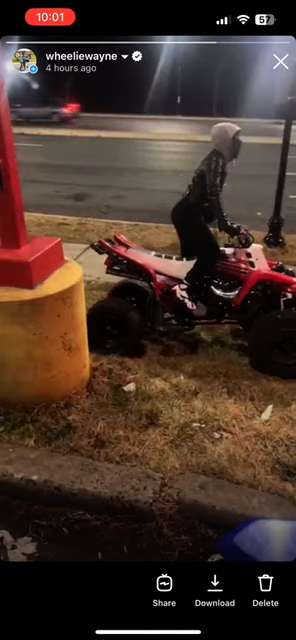 10:01
57
wheeliewayne
4 hours ago
Share
Download
Delete